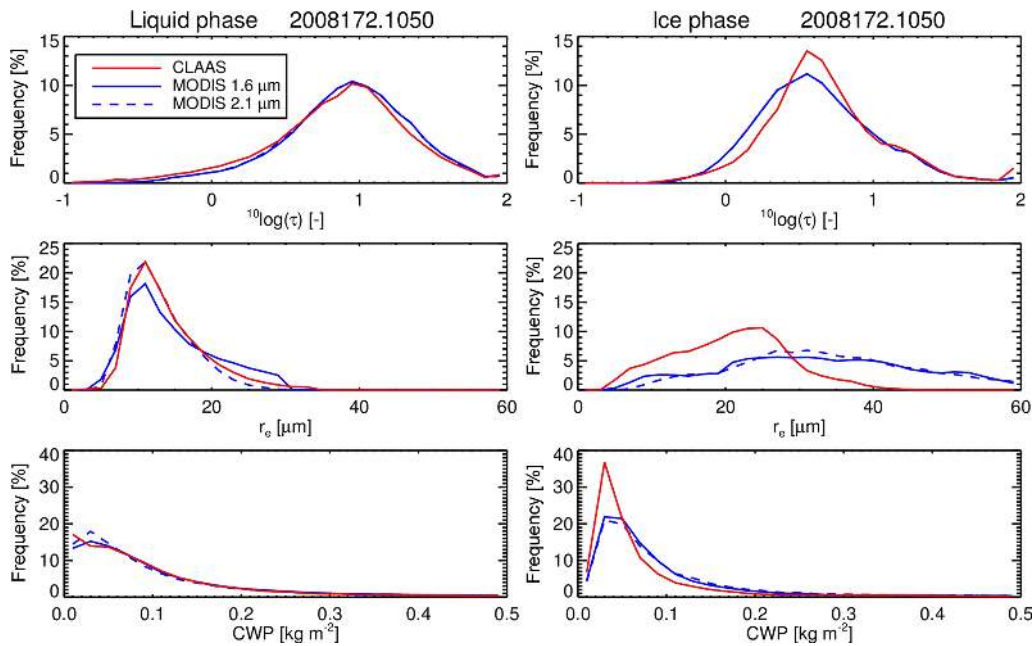 Liquid phase 2008172.1050
Ice phase 2008172.1050
CLAAS
MODIS 1.6 μm
MODIS 2.1 μm
Frequency [%]
15
10
5
0
-1 0 1 2
¹⁰log(τ) [-]
Frequency [%]
15
10
5
0
-1 0 1 2
¹⁰log(τ) [-]
Frequency [%]
25
20
15
10
5
0
0 20 40 60
rₑ [μm]
Frequency [%]
25
20
15
10
5
0
0 20 40 60
rₑ [μm]
Frequency [%]
40
30
20
10
0
0.0 0.1 0.2 0.3 0.4 0.5
CWP [kg m⁻²]
Frequency [%]
40
30
20
10
0
0.0 0.1 0.2 0.3 0.4 0.5
CWP [kg m⁻²]